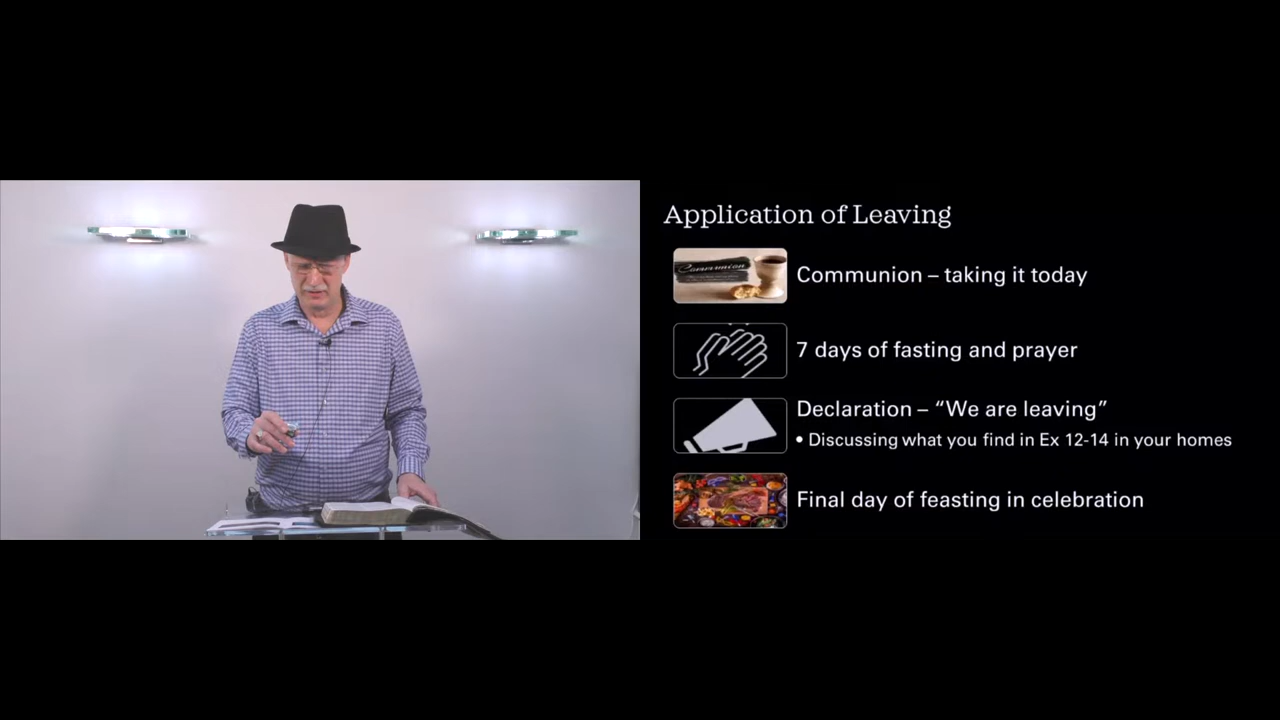 Application of Leaving
Communion
Communion – taking it today
7 days of fasting and prayer
Declaration – “We are leaving”
• Discussing what you find in Ex 12-14 in your homes
Final day of feasting in celebration